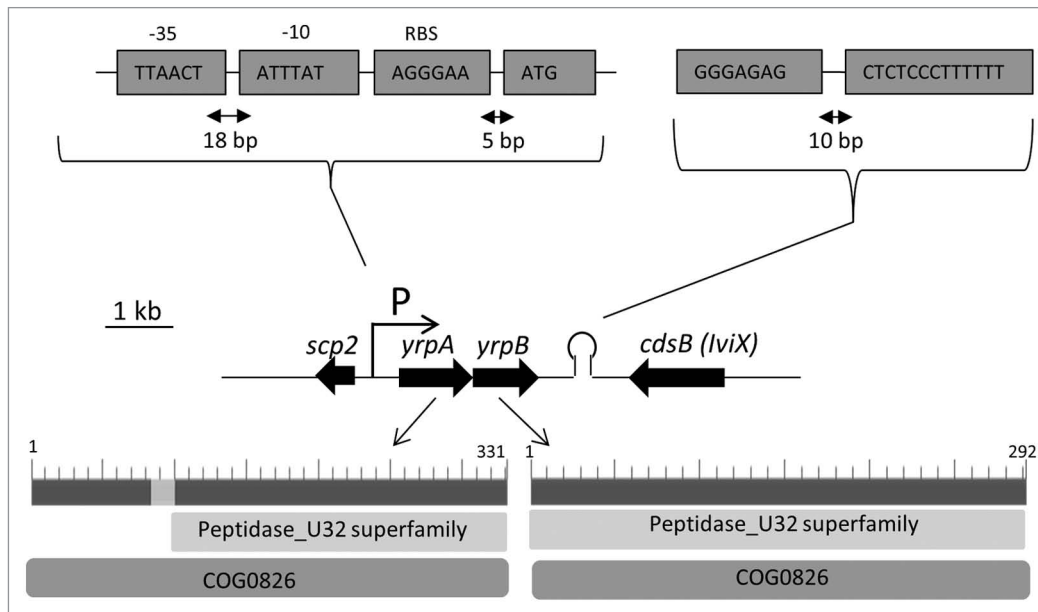 -35 -10 RBS
TTAACT ATTTAT AGGGAA ATG GGGAGAG CTCTCCCTTTTTT
18 bp 5 bp 10 bp
1 kb P
scp2 yrpA yrpB cdsB (IviX)
1 331 1 292
Peptidase_U32 superfamily Peptidase_U32 superfamily
COG0826 COG0826